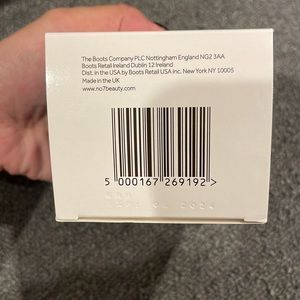 The Boots Company PLC Nottingham England NG2 3AA
Boots Retail Ireland Dublin 12 Ireland
Dist. in the USA by Boots Retail USA Inc. New York NY 10005
Made in the UK
www.no7beauty.com
5 000167 269192 >